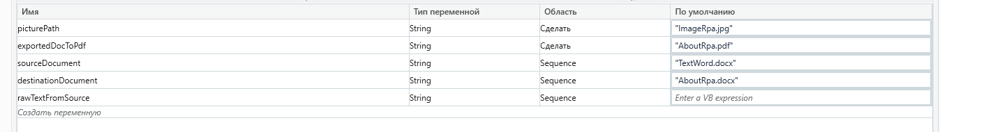 Имя Тип переменной Область По умолчанию
picturePath String Сделать "ImageRpa.jpg"
exportedDocToPdf String Сделать "AboutRpa.pdf"
sourceDocument String Sequence "TextWord.docx"
destinationDocument String Sequence "AboutRpa.docx"
rawTextFromSource String Sequence Enter a VB expression
Создать переменную